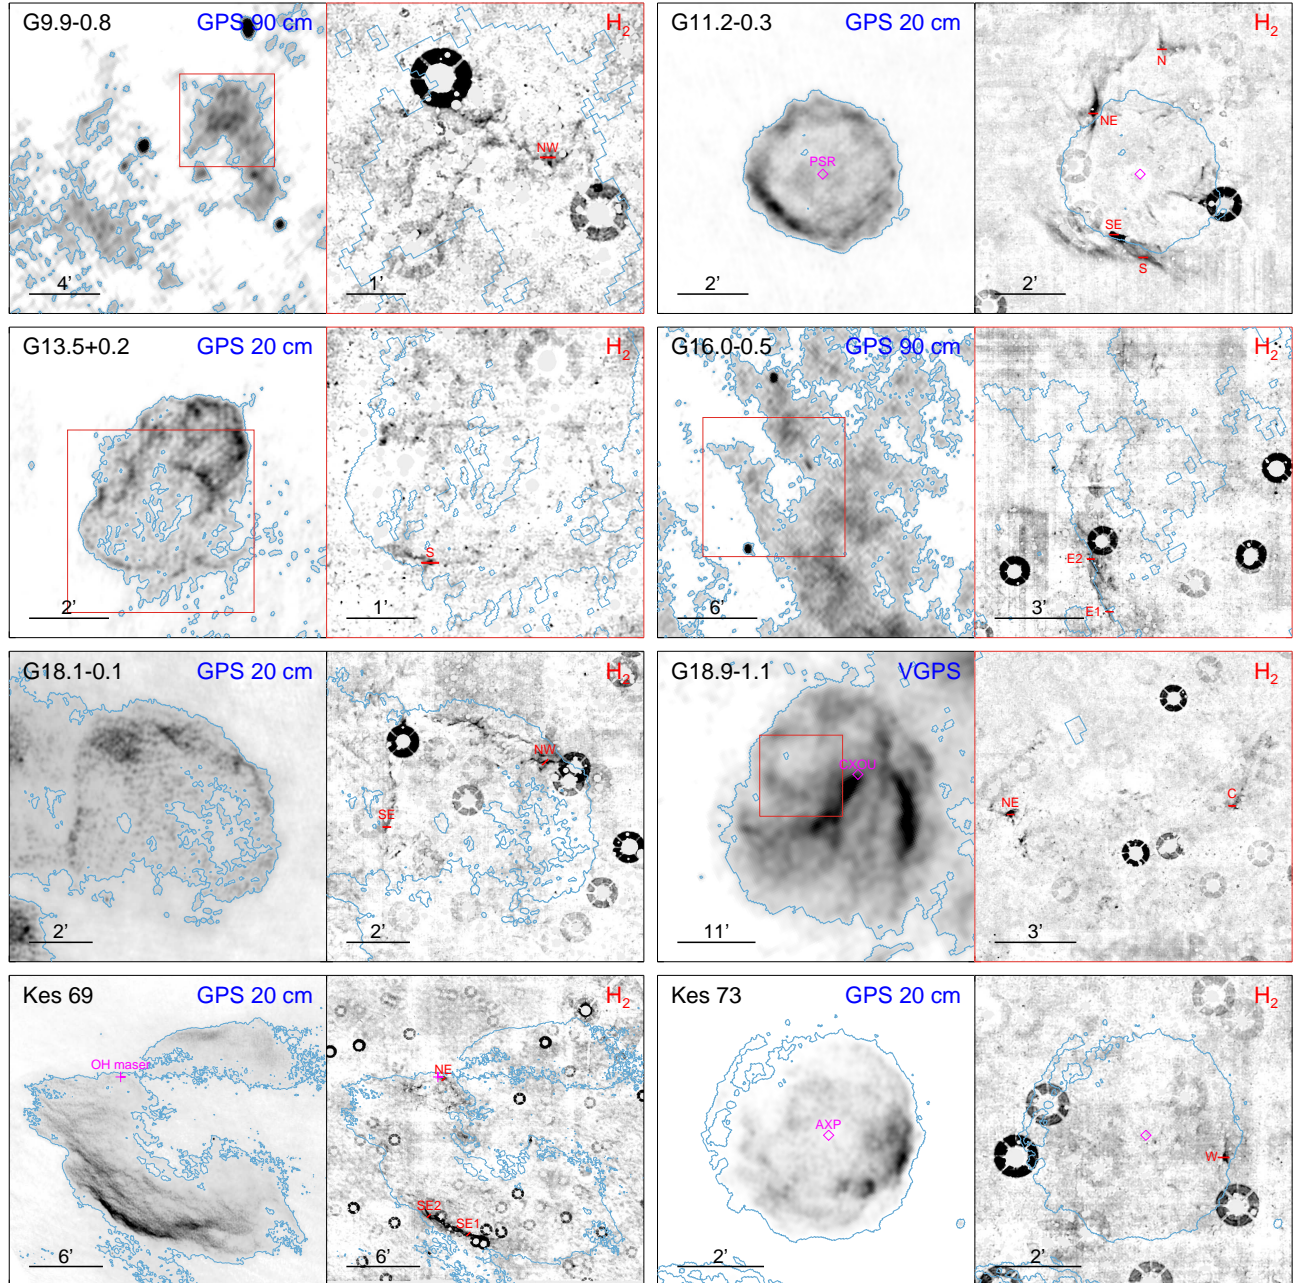 G9.9-0.8 GPS 90 cm H2
NW
4' 1'
G11.2-0.3 GPS 20 cm H2
N
NE
PSR
SE
S
2' 2'
G13.5+0.2 GPS 20 cm H2
S
2' 1'
G16.0-0.5 GPS 90 cm H2
E2
E1
6' 3'
G18.1-0.1 GPS 20 cm H2
NW
SE
2' 2'
G18.9-1.1 VGPS H2
CXOU
NE C
11' 3'
Kes 69 GPS 20 cm H2
OH maser NE
SE2
SE1
6' 6'
Kes 73 GPS 20 cm H2
AXP
W
2' 2'